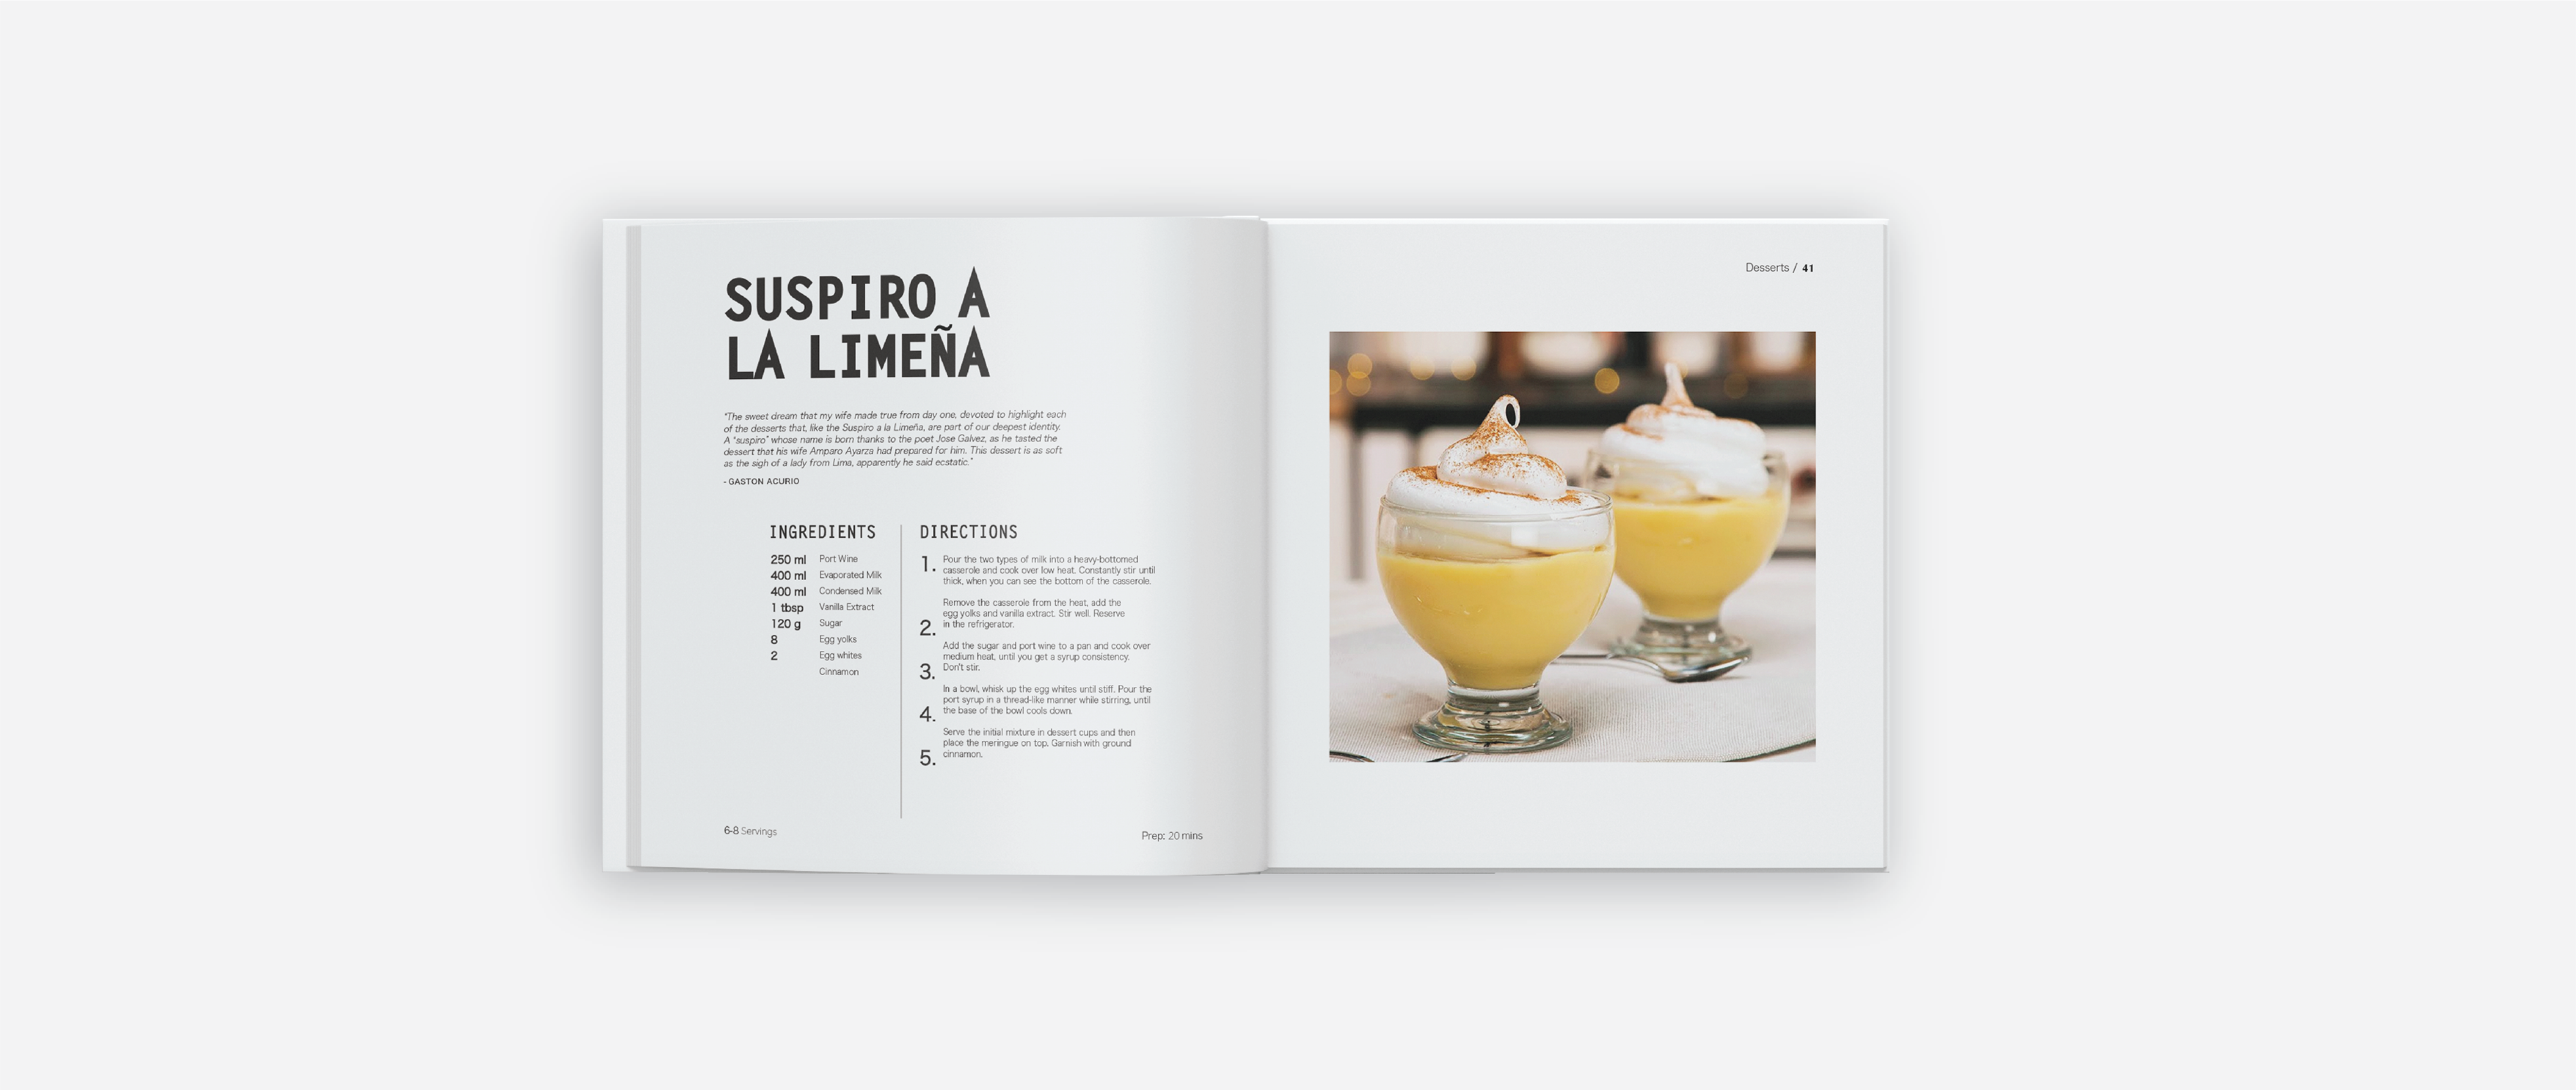 SUSPIRO A
LA LIMEÑA
"The sweet dream that my wife made true from day one, devoted to highlight each
of the desserts that, like the Suspiro a la Limeña, are part of our deepest identity.
A "suspiro" whose name is born thanks to the poet Jose Galvez, as he tasted the
dessert that his wife Amparo Ayarza had prepared for him. This dessert is as soft
as the sigh of a lady from Lima, apparently he said ecstatic."
- GASTON ACURIO
INGREDIENTS
250 ml Port Wine
400 ml Evaporated Milk
400 ml Condensed Milk
1 tbsp Vanilla Extract
120 g Sugar
8 Egg yolks
2 Egg whites
Cinnamon
DIRECTIONS
1. Pour the two types of milk into a heavy-bottomed
casserole and cook over low heat. Constantly stir until
thick, when you can see the bottom of the casserole.
Remove the casserole from the heat, add the
egg yolks and vanilla extract. Stir well. Reserve
2. in the refrigerator.
Add the sugar and port wine to a pan and cook over
medium heat, until you get a syrup consistency.
3. Don't stir.
In a bowl, whisk up the egg whites until stiff. Pour the
port syrup in a thread-like manner while stirring, until
4. the base of the bowl cools down.
Serve the initial mixture in dessert cups and then
place the meringue on top. Garnish with ground
5. cinnamon.
6-8 Servings
Prep: 20 mins
Desserts / 41